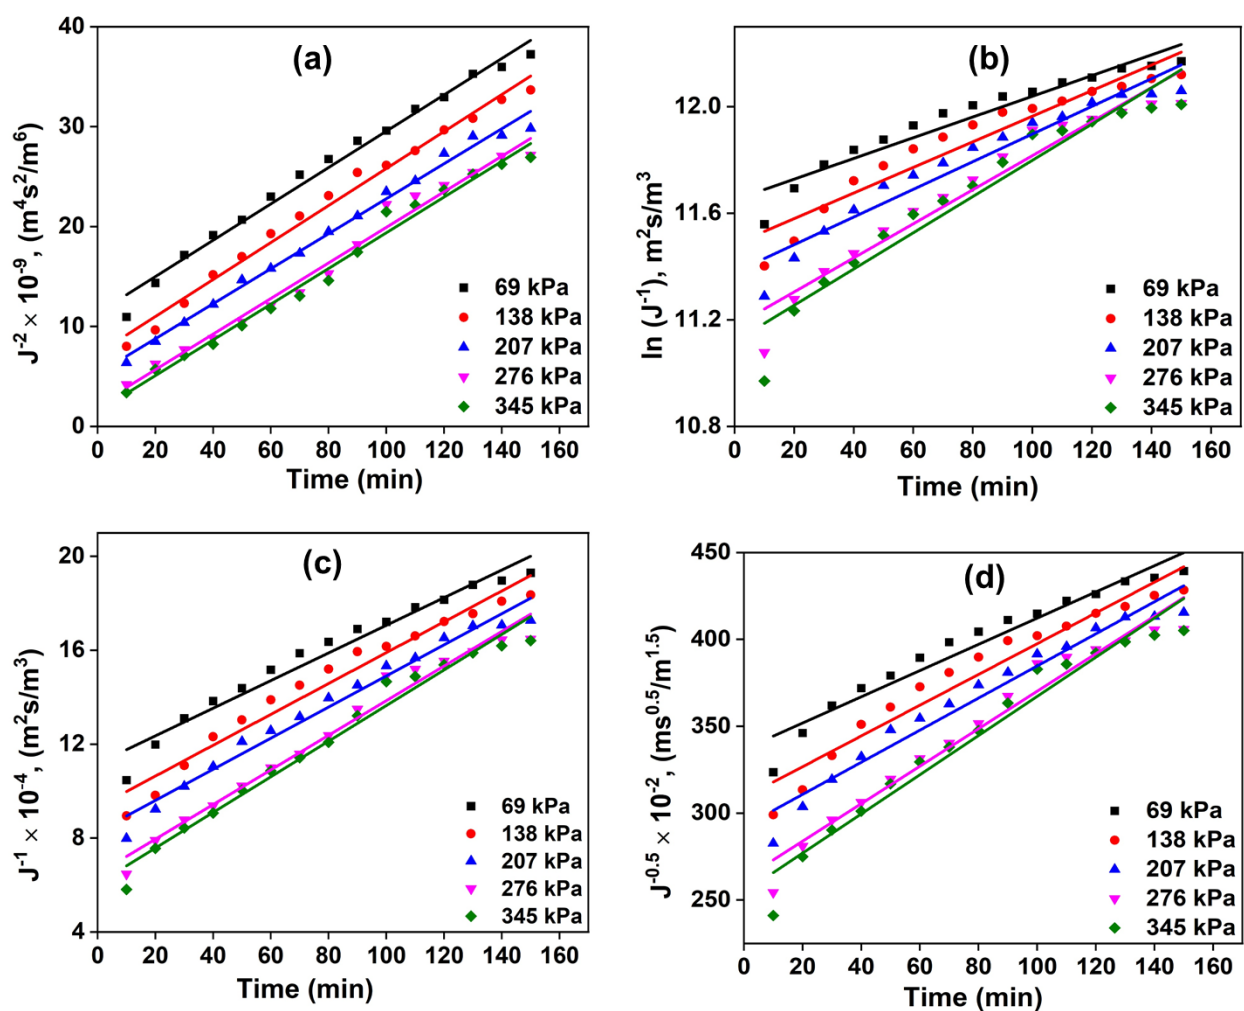 (a)
J⁻² × 10⁻⁹, (m⁴s²/m⁶)
40
30
20
10
0
69 kPa
138 kPa
207 kPa
276 kPa
345 kPa
0 20 40 60 80 100 120 140 160
Time (min)
(b)
ln (J⁻¹), m²s/m³
12.0
11.6
11.2
10.8
69 kPa
138 kPa
207 kPa
276 kPa
345 kPa
0 20 40 60 80 100 120 140 160
Time (min)
(c)
J⁻¹ × 10⁻⁴, (m²s/m³)
20
16
12
8
4
69 kPa
138 kPa
207 kPa
276 kPa
345 kPa
0 20 40 60 80 100 120 140 160
Time (min)
(d)
J⁻⁰·⁵ × 10⁻², (ms⁰·⁵/m¹·⁵)
450
400
350
300
250
69 kPa
138 kPa
207 kPa
276 kPa
345 kPa
0 20 40 60 80 100 120 140 160
Time (min)